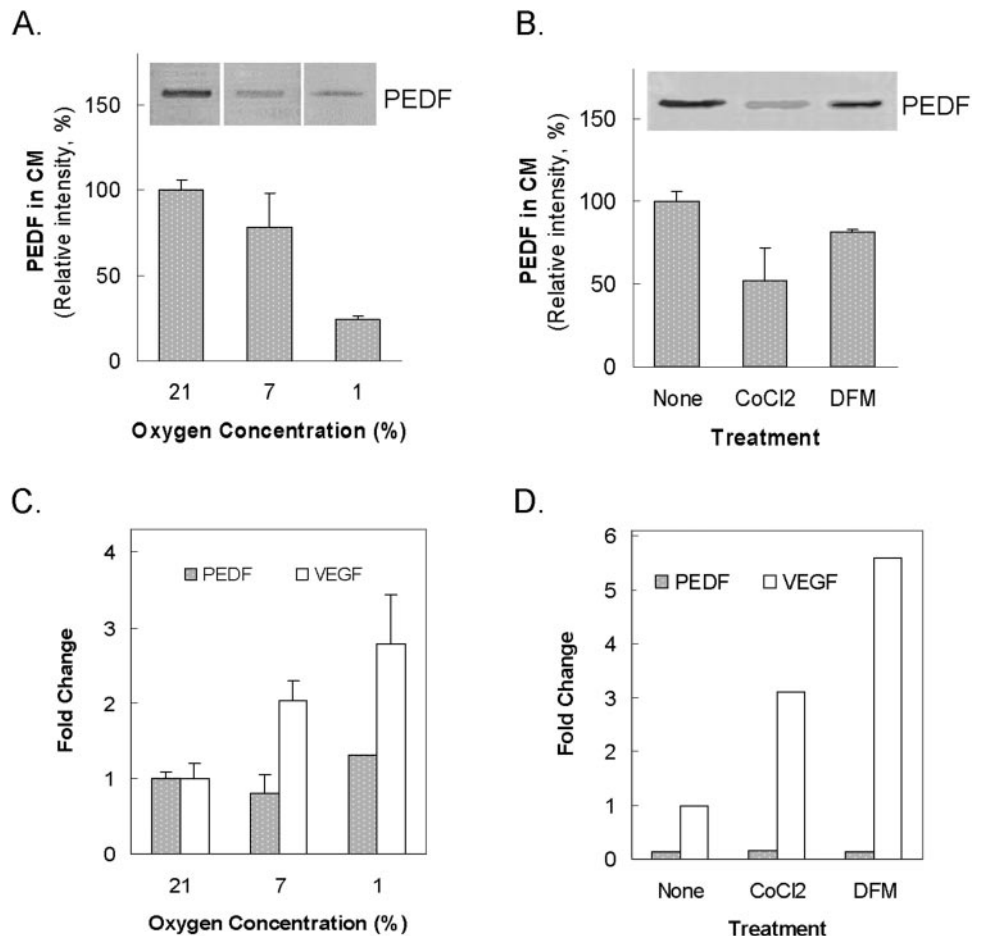 A.
PEDF in CM
(Relative intensity, %)
150
100
50
0
PEDF
21 7 1
Oxygen Concentration (%)
B.
PEDF in CM
(Relative intensity, %)
150
100
50
0
PEDF
None CoCl2 DFM
Treatment
C.
Fold Change
4
3
2
1
0
PEDF VEGF
21 7 1
Oxygen Concentration (%)
D.
Fold Change
6
5
4
3
2
1
0
PEDF VEGF
None CoCl2 DFM
Treatment